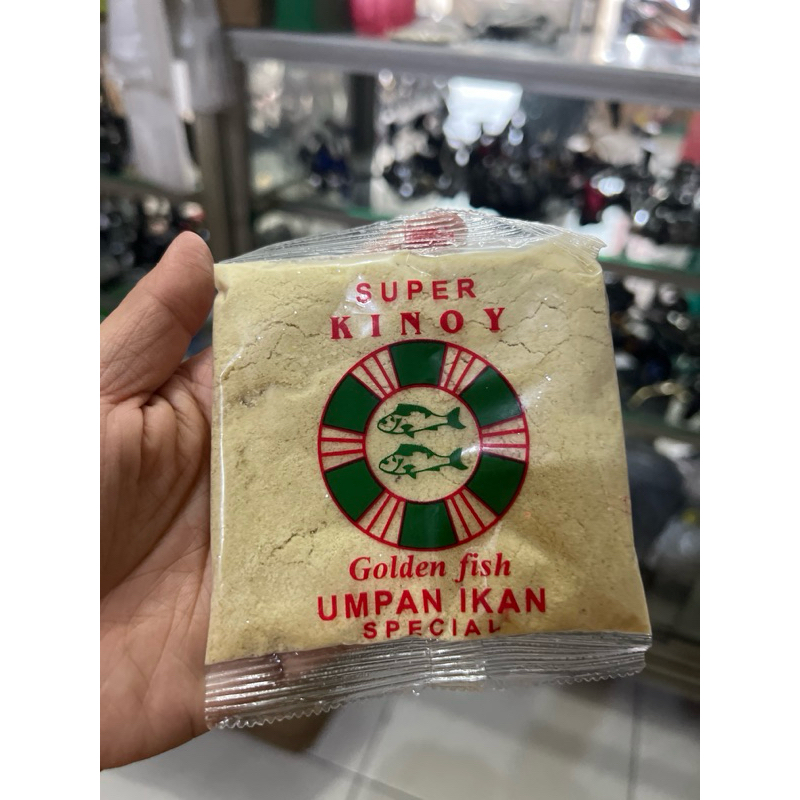 SUPER
KINOY
Golden fish
UMPAN IKAN
SPECIAL